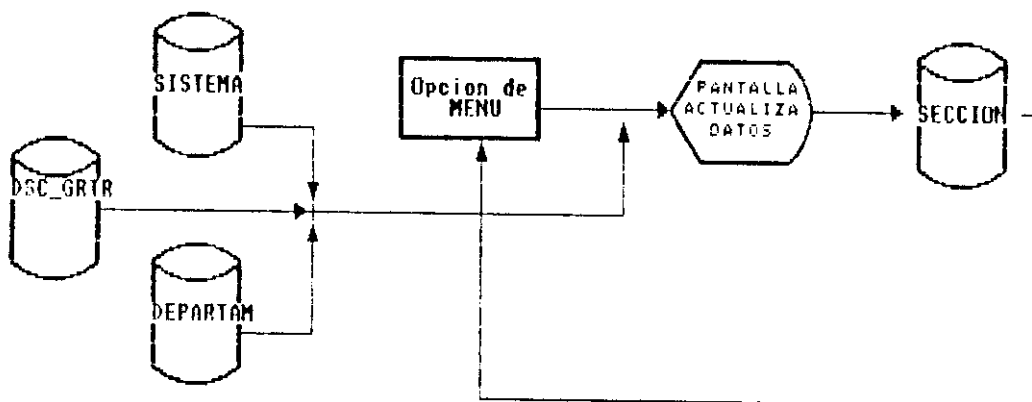 SISTEMA
Opcion de
MENU
PANTALLA
ACTUALIZA
DATOS
SECCION
DSC_GRTR
DEPARTAM